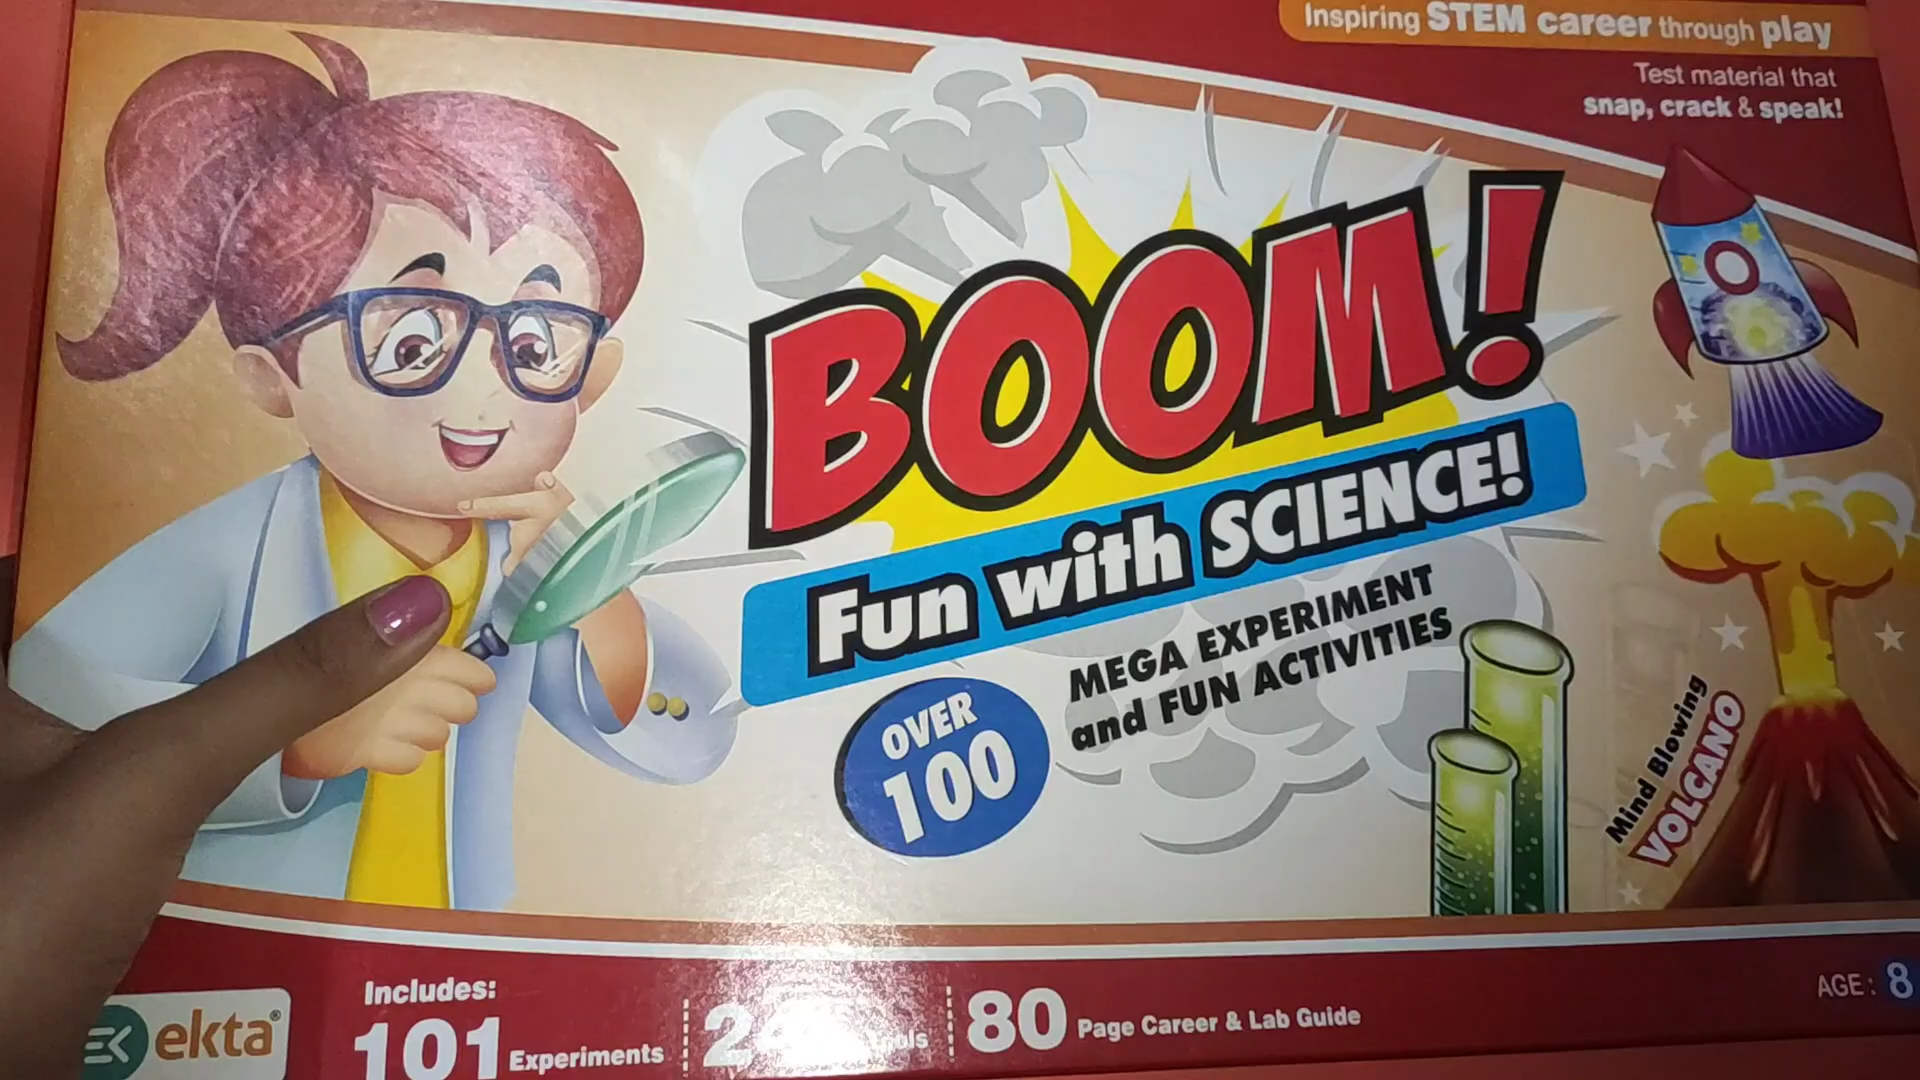 Inspiring STEM career through play
Test material that
snap, crack & speak!
BOOM!
Fun with SCIENCE!
OVER
100
MEGA EXPERIMENT
and FUN ACTIVITIES
Mind Blowing
VOLCANO
ekta®
Includes:
101 Experiments
80 Page Career & Lab Guide
AGE: 8